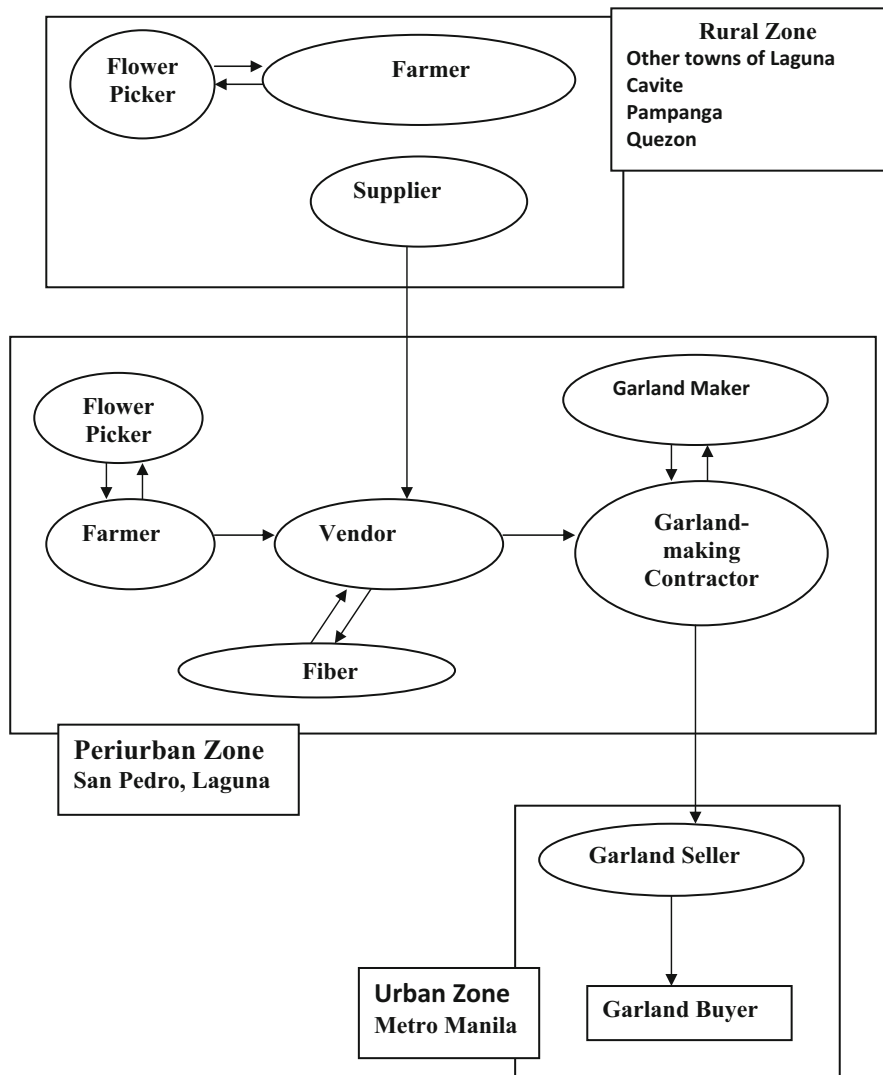 Rural Zone
Other towns of Laguna
Cavite
Pampanga
Quezon
Flower
Picker
Farmer
Supplier
Flower
Picker
Garland Maker
Farmer
Vendor
Garland-
making
Contractor
Fiber
Periurban Zone
San Pedro, Laguna
Garland Seller
Urban Zone
Metro Manila
Garland Buyer